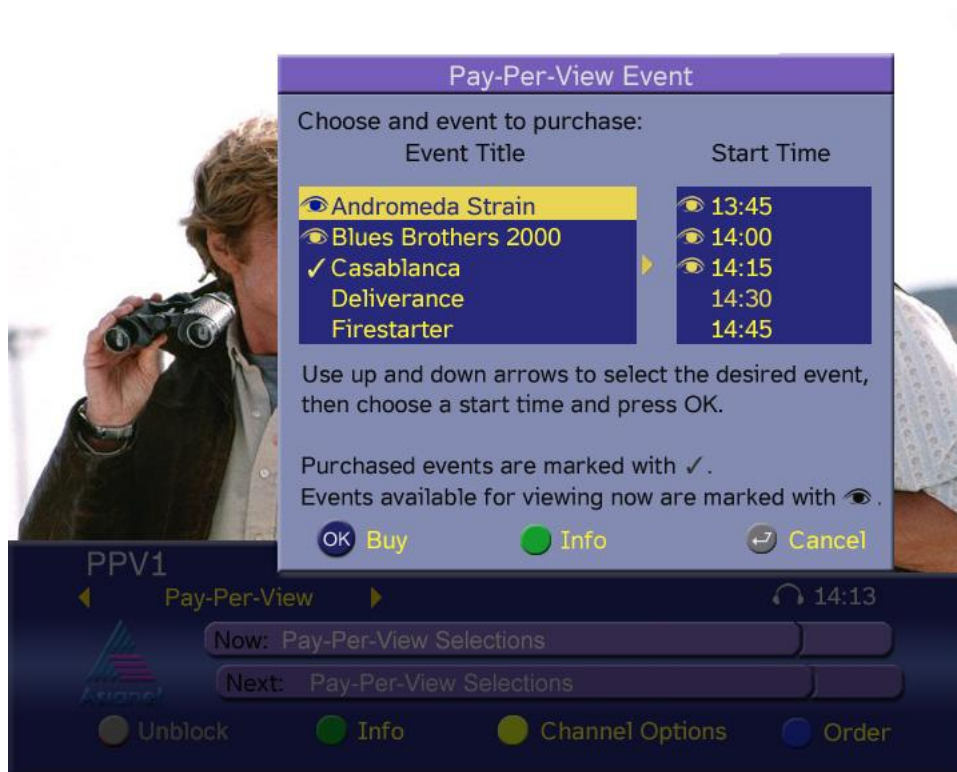 Pay-Per-View Event
Choose and event to purchase:
Event Title Start Time
Andromeda Strain 13:45
Blues Brothers 2000 14:00
✓ Casablanca 14:15
Deliverance 14:30
Firestarter 14:45
Use up and down arrows to select the desired event,
then choose a start time and press OK.
Purchased events are marked with ✓.
Events available for viewing now are marked with .
OK Buy Info Cancel
PPV1
Pay-Per-View 14:13
Now: Pay-Per-View Selections
Next: Pay-Per-View Selections
Asianet
Unblock Info Channel Options Order